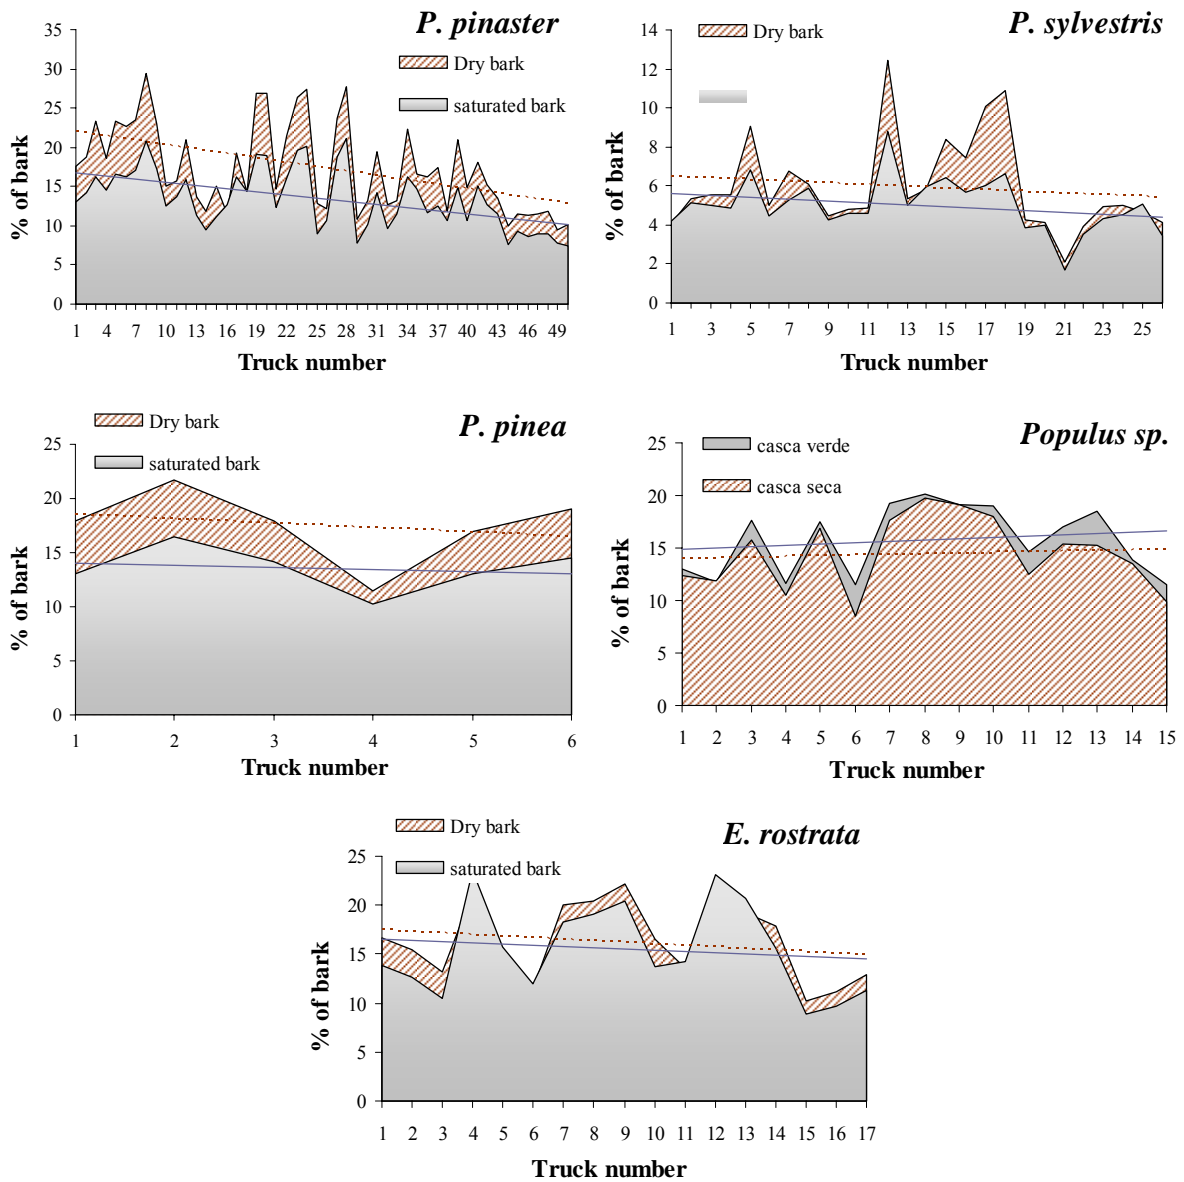 P. pinaster
Dry bark
saturated bark
% of bark
35
30
25
20
15
10
5
0
1 4 7 10 13 16 19 22 25 28 31 34 37 40 43 46 49
Truck number
P. sylvestris
Dry bark
% of bark
14
12
10
8
6
4
2
0
1 3 5 7 9 11 13 15 17 19 21 23 25
Truck number
P. pinea
Dry bark
saturated bark
% of bark
25
20
15
10
5
0
1 2 3 4 5 6
Truck number
Populus sp.
casca verde
casca seca
% of bark
25
20
15
10
5
0
1 2 3 4 5 6 7 8 9 10 11 12 13 14 15
Truck number
E. rostrata
Dry bark
saturated bark
% of bark
25
20
15
10
5
0
1 2 3 4 5 6 7 8 9 10 11 12 13 14 15 16 17
Truck number